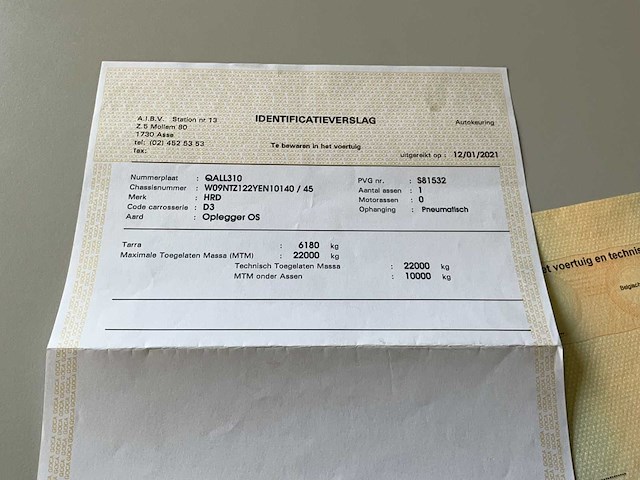 A.I.B.V. Station nr 13
Z.5 Mollem 80
1730 Asse
tel: (02) 452 53 53
fax:
IDENTIFICATIEVERSLAG
Te bewaren in het voertuig
Autokeuring
uitgereikt op : 12/01/2021
Nummerplaat : QALL310
Chassisnummer : W09NTZ122YEN10140 / 45
Merk : HRD
Code carrosserie : D3
Aard : Oplegger OS
PVG nr. : S81532
Aantal assen : 1
Motorassen : 0
Ophanging : Pneumatisch
Tarra : 6180 kg
Maximale Toegelaten Massa (MTM) : 22000 kg
Technisch Toegelaten Massa : 22000 kg
MTM onder Assen : 10000 kg
et voertuig en technis
Belgisch